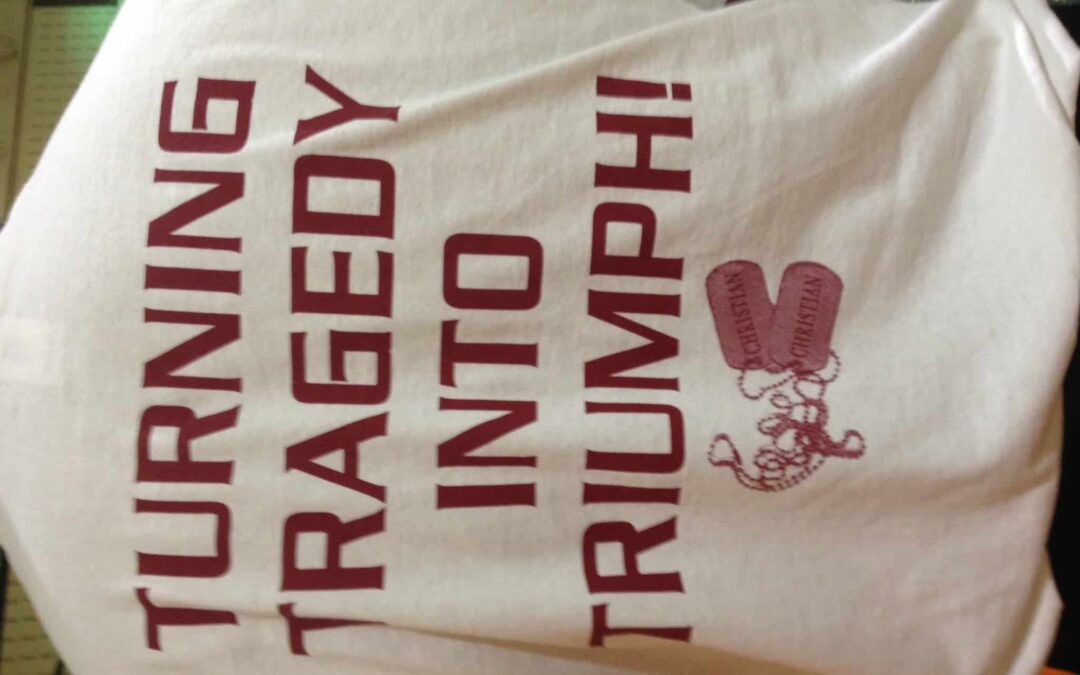 TURNING
TRAGEDY
INTO
TRIUMPH!
CHRISTIAN
CHRISTIAN